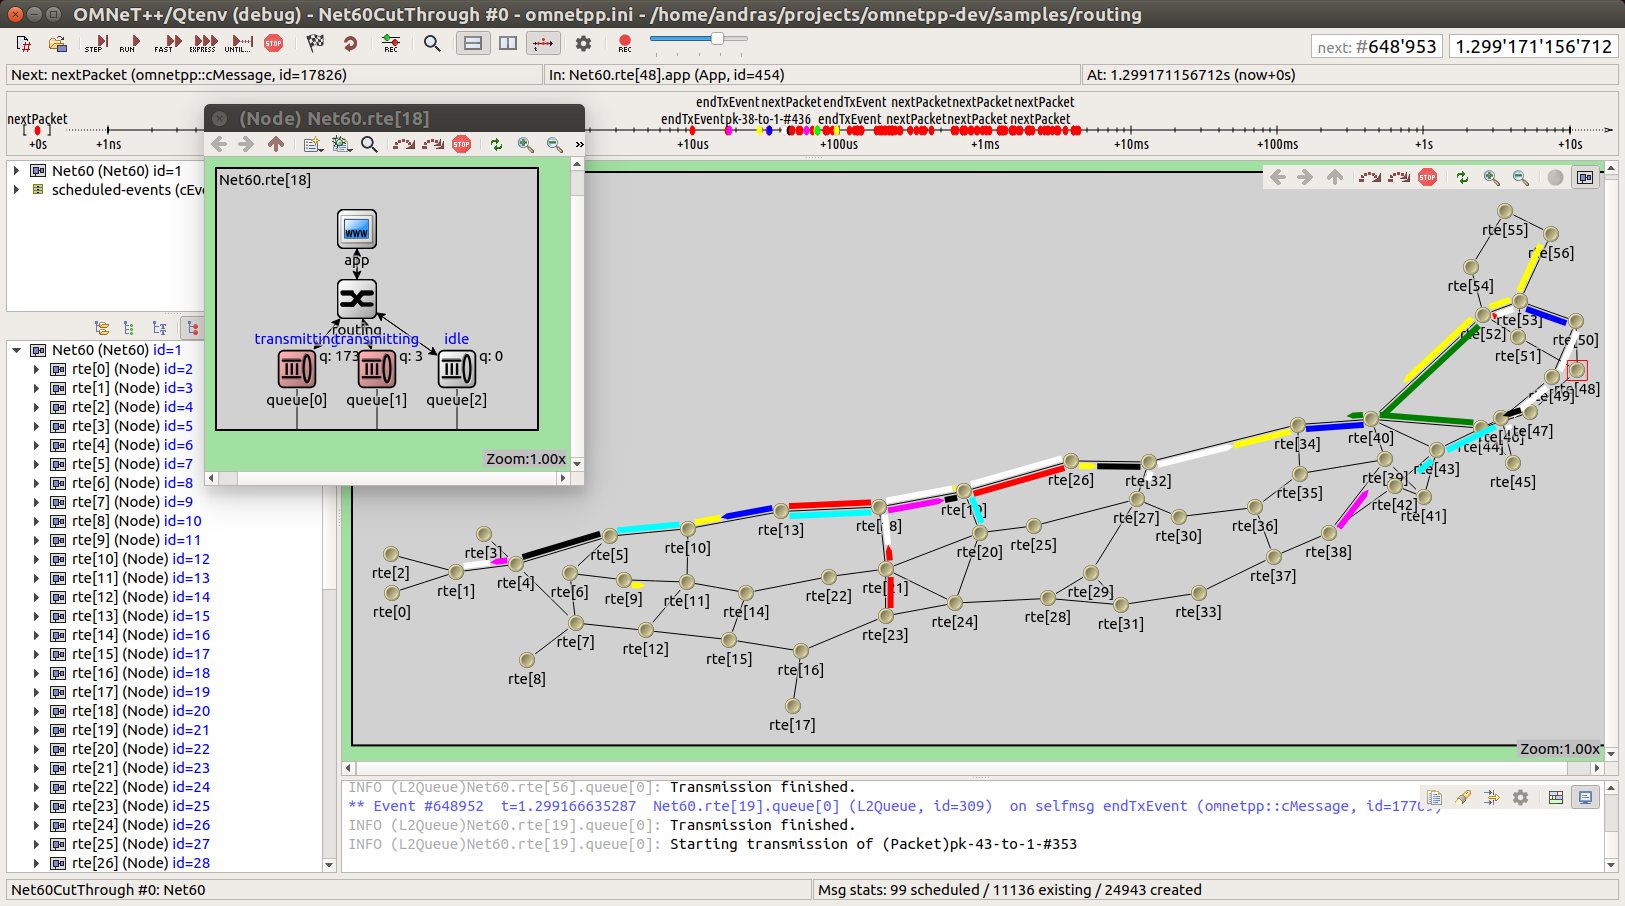 OMNeT++/Qtenv (debug) - Net60CutThrough #0 - omnetpp.ini - /home/andras/projects/omnetpp-dev/samples/routing
STEP RUN FAST EXPRESS UNTIL... STOP REC REC
next: #648'953 1.299'171'156'712
Next: nextPacket (omnetpp::cMessage, id=17826) In: Net60.rte[48].app (App, id=454) At: 1.299171156712s (now+0s)
endTxEvent nextPacket endTxEvent nextPacket nextPacket nextPacket
nextPacket endTxEvent pk-38-to-1-#436 endTxEvent nextPacket nextPacket nextPacket
+0s +1ns +10us +100us +1ms +10ms +100ms +1s +10s
Net60 (Net60) id=1
scheduled-events (cEve
(Node) Net60.rte[18]
STOP
Net60.rte[18]
app
routing
transmitting transmitting idle
q: 173 q: 3 q: 0
queue[0] queue[1] queue[2]
Zoom:1.00x
Net60 (Net60) id=1
rte[0] (Node) id=2
rte[1] (Node) id=3
rte[2] (Node) id=4
rte[3] (Node) id=5
rte[4] (Node) id=6
rte[5] (Node) id=7
rte[6] (Node) id=8
rte[7] (Node) id=9
rte[8] (Node) id=10
rte[9] (Node) id=11
rte[10] (Node) id=12
rte[11] (Node) id=13
rte[12] (Node) id=14
rte[13] (Node) id=15
rte[14] (Node) id=16
rte[15] (Node) id=17
rte[16] (Node) id=18
rte[17] (Node) id=19
rte[18] (Node) id=20
rte[19] (Node) id=21
rte[20] (Node) id=22
rte[21] (Node) id=23
rte[22] (Node) id=24
rte[23] (Node) id=25
rte[24] (Node) id=26
rte[25] (Node) id=27
rte[26] (Node) id=28
STOP
rte[55]
rte[56]
rte[54]
rte[53]
rte[52]
rte[50]
rte[51]
rte[48]
rte[49]
rte[47]
rte[46]
rte[44]
rte[34]
rte[40]
rte[43]
rte[39]
rte[45]
rte[26]
rte[32]
rte[35]
rte[42]
rte[41]
rte[19]
rte[18]
rte[13]
rte[27]
rte[36]
rte[30]
rte[38]
rte[3]
rte[5]
rte[10]
rte[20]
rte[25]
rte[2]
rte[4]
rte[1]
rte[0]
rte[6]
rte[9]
rte[11]
rte[14]
rte[22]
rte[21]
rte[29]
rte[37]
rte[28]
rte[31]
rte[33]
rte[24]
rte[23]
rte[7]
rte[12]
rte[15]
rte[16]
rte[8]
rte[17]
Zoom:1.00x
INFO (L2Queue)Net60.rte[56].queue[0]: Transmission finished.
** Event #648952 t=1.299166635287 Net60.rte[19].queue[0] (L2Queue, id=309) on selfmsg endTxEvent (omnetpp::cMessage, id=17709)
INFO (L2Queue)Net60.rte[19].queue[0]: Transmission finished.
INFO (L2Queue)Net60.rte[19].queue[0]: Starting transmission of (Packet)pk-43-to-1-#353
Net60CutThrough #0: Net60 Msg stats: 99 scheduled / 11136 existing / 24943 created